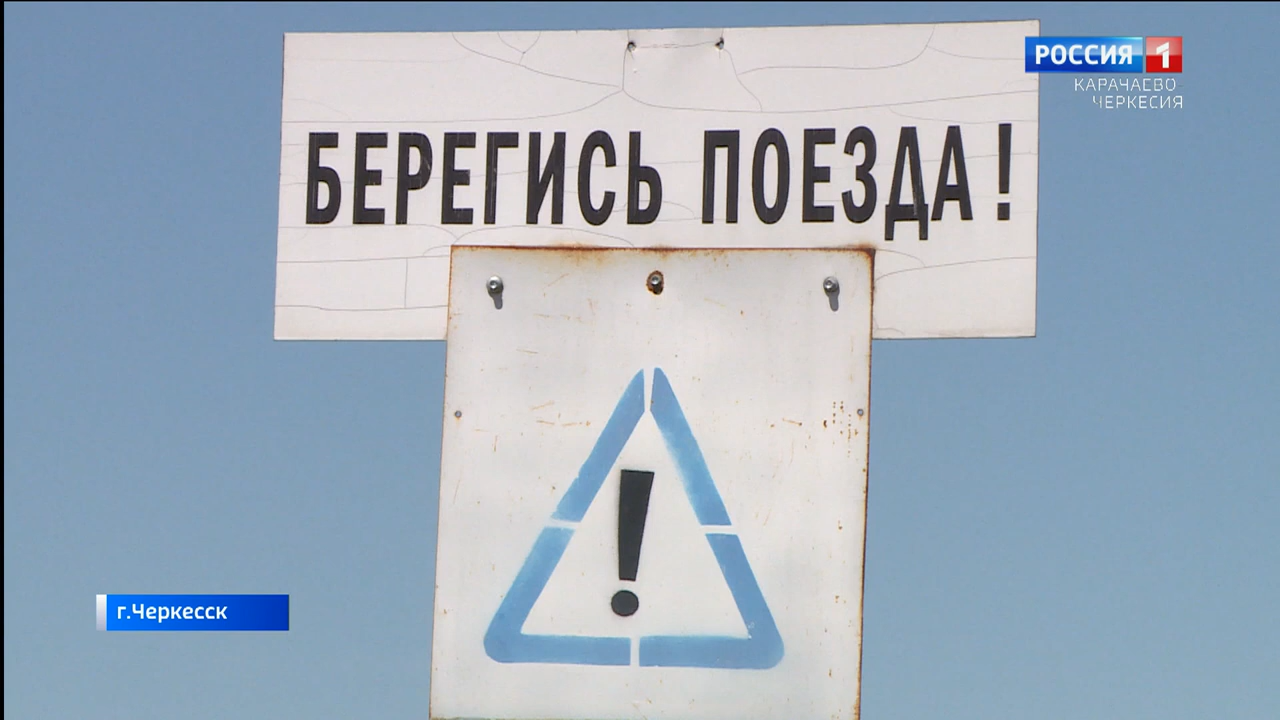 РОССИЯ 1
КАРАЧАЕВО-
ЧЕРКЕСИЯ
БЕРЕГИСЬ ПОЕЗДА!
!
г.Черкесск